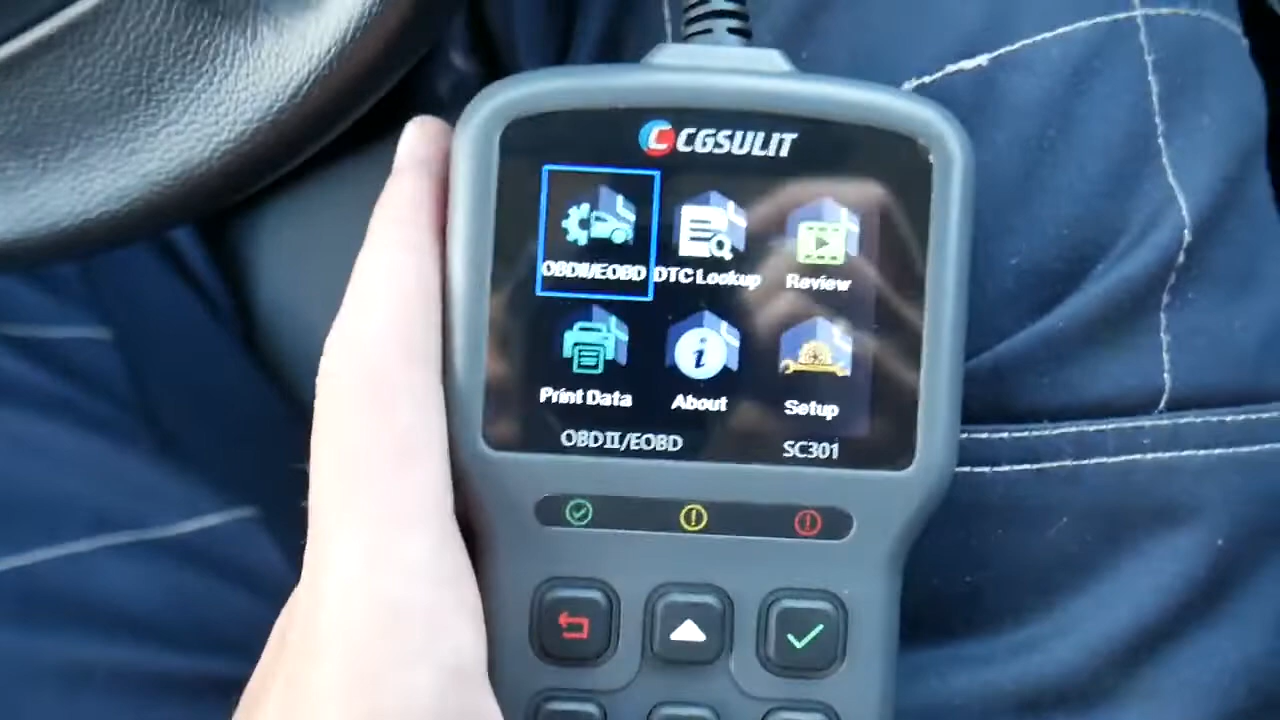 CGSULIT
OBDII/EOBD DTC Lookup Review
Print Data About Setup
OBDII/EOBD SC301